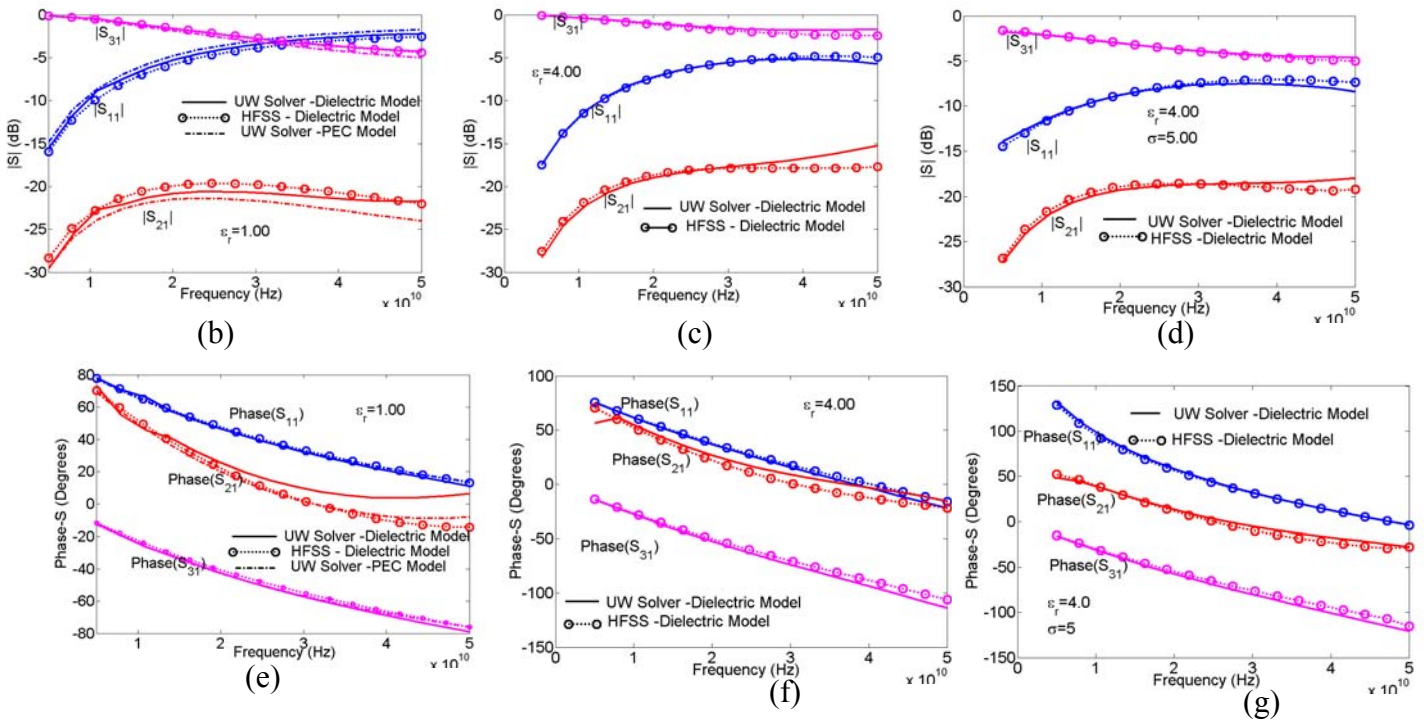 0
-5
-10
-15
-20
-25
-30
|S| (dB)
|S31|
|S11|
UW Solver -Dielectric Model
HFSS - Dielectric Model
UW Solver -PEC Model
|S21|
εr=1.00
1 2 3 4 5
Frequency (Hz)
x 10^10
(b)
0
-5
-10
-15
-20
-25
-30
|S| (dB)
|S31|
εr=4.00
|S11|
|S21|
UW Solver -Dielectric Model
HFSS - Dielectric Model
0 1 2 3 4 5
Frequency (Hz)
x 10^10
(c)
5
0
-5
-10
-15
-20
-25
-30
|S| (dB)
|S31|
|S11|
εr=4.00
σ=5.00
|S21|
UW Solver -Dielectric Model
HFSS -Dielectric Model
0 1 2 3 4 5
Frequency (Hz)
x 10^10
(d)
80
60
40
20
0
-20
-40
-60
-80
Phase-S (Degrees)
Phase(S11)
εr=1.00
Phase(S21)
Phase(S31)
UW Solver -Dielectric Model
HFSS - Dielectric Model
UW Solver -PEC Model
1 2 3 4 5
Frequency (Hz)
x 10^10
(e)
100
50
0
-50
-100
-150
Phase-S (Degrees)
Phase(S11)
εr=4.00
Phase(S21)
Phase(S31)
UW Solver -Dielectric Model
HFSS -Dielectric Model
0 1 2 3 4 5
Frequency (Hz)
x 10^10
(f)
150
100
50
0
-50
-100
-150
Phase-S (Degrees)
UW Solver -Dielectric Model
HFSS -Dielectric Model
Phase(S11)
Phase(S21)
Phase(S31)
εr=4.0
σ=5
0 1 2 3 4 5
Frequency (Hz)
x 10^10
(g)